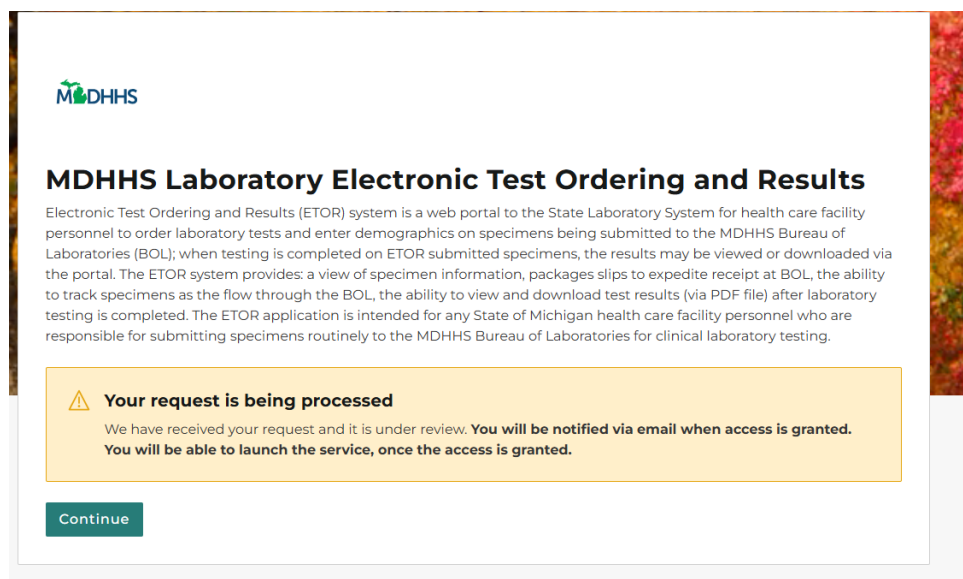 MDHHS
MDHHS Laboratory Electronic Test Ordering and Results
Electronic Test Ordering and Results (ETOR) system is a web portal to the State Laboratory System for health care facility
personnel to order laboratory tests and enter demographics on specimens being submitted to the MDHHS Bureau of
Laboratories (BOL); when testing is completed on ETOR submitted specimens, the results may be viewed or downloaded via
the portal. The ETOR system provides: a view of specimen information, packages slips to expedite receipt at BOL, the ability
to track specimens as the flow through the BOL, the ability to view and download test results (via PDF file) after laboratory
testing is completed. The ETOR application is intended for any State of Michigan health care facility personnel who are
responsible for submitting specimens routinely to the MDHHS Bureau of Laboratories for clinical laboratory testing.
Your request is being processed
We have received your request and it is under review. You will be notified via email when access is granted.
You will be able to launch the service, once the access is granted.
Continue